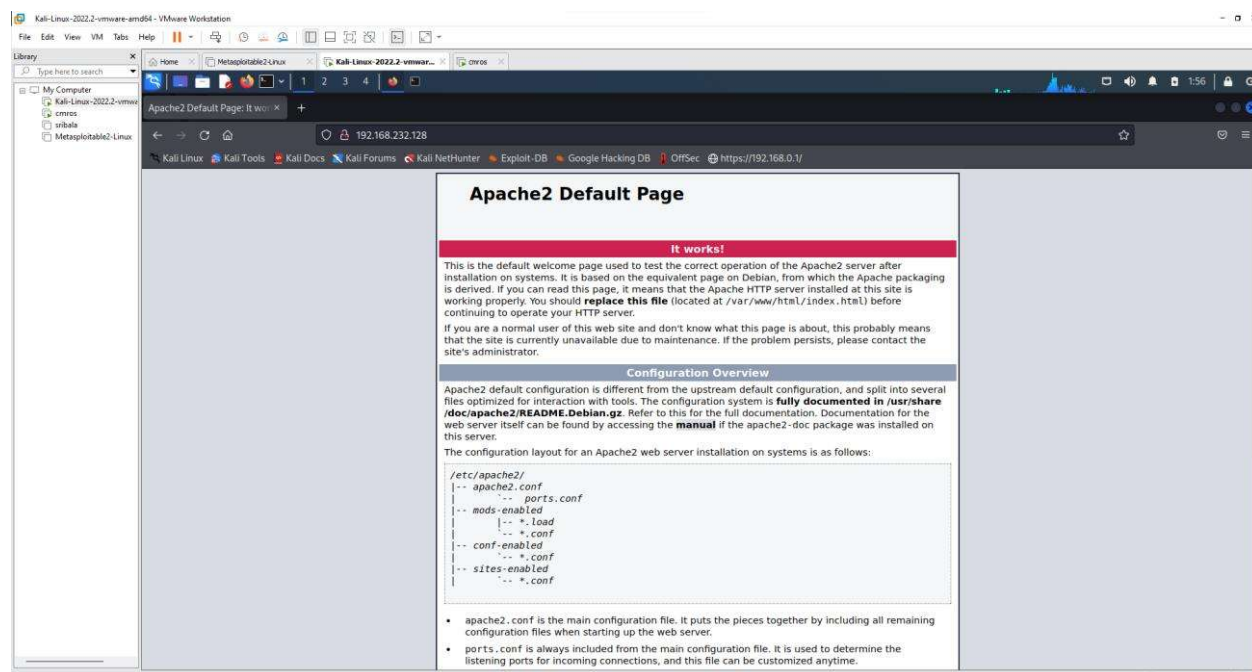 Kali-Linux-2022.2-vmware-amd64 - VMware Workstation
File Edit View VM Tabs Help
Library
Type here to search
My Computer
Kali-Linux-2022.2-vmwa
cmros
sribala
Metasploitable2-Linux
Home Metasploitable2-Linux Kali-Linux-2022.2-vmwar... cmros
1 2 3 4 1:56
Apache2 Default Page: It wor
192.168.232.128
Kali Linux Kali Tools Kali Docs Kali Forums Kali NetHunter Exploit-DB Google Hacking DB OffSec https://192.168.0.1/
Apache2 Default Page
It works!
This is the default welcome page used to test the correct operation of the Apache2 server after
installation on systems. It is based on the equivalent page on Debian, from which the Apache packaging
is derived. If you can read this page, it means that the Apache HTTP server installed at this site is
working properly. You should replace this file (located at /var/www/html/index.html) before
continuing to operate your HTTP server.
If you are a normal user of this web site and don't know what this page is about, this probably means
that the site is currently unavailable due to maintenance. If the problem persists, please contact the
site's administrator.
Configuration Overview
Apache2 default configuration is different from the upstream default configuration, and split into several
files optimized for interaction with tools. The configuration system is fully documented in /usr/share
/doc/apache2/README.Debian.gz. Refer to this for the full documentation. Documentation for the
web server itself can be found by accessing the manual if the apache2-doc package was installed on
this server.
The configuration layout for an Apache2 web server installation on systems is as follows:
/etc/apache2/
|-- apache2.conf
| `-- ports.conf
|-- mods-enabled
| |-- *.load
| `-- *.conf
|-- conf-enabled
| `-- *.conf
|-- sites-enabled
| `-- *.conf
• apache2.conf is the main configuration file. It puts the pieces together by including all remaining
configuration files when starting up the web server.
• ports.conf is always included from the main configuration file. It is used to determine the
listening ports for incoming connections, and this file can be customized anytime.